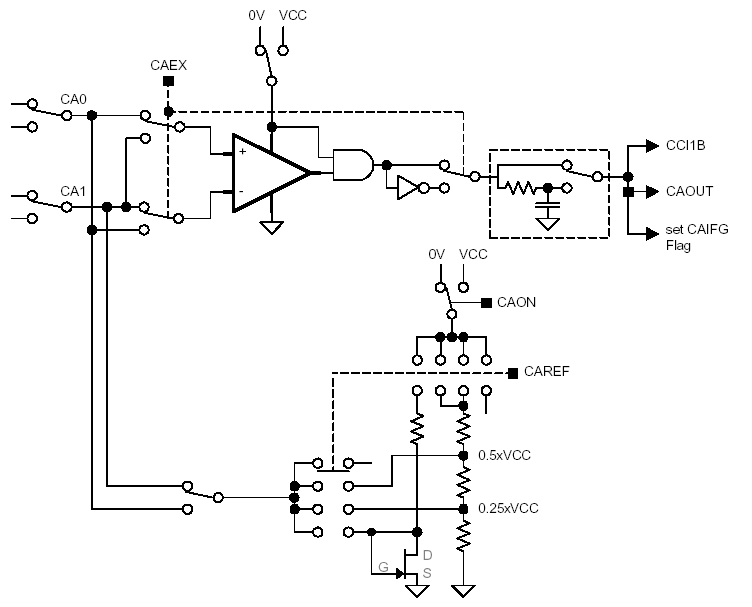 0V VCC
CAEX
CA0
+
CCI1B
-
CA1
CAOUT
set CAIFG
Flag
0V VCC
CAON
CAREF
0.5xVCC
0.25xVCC
D
G S